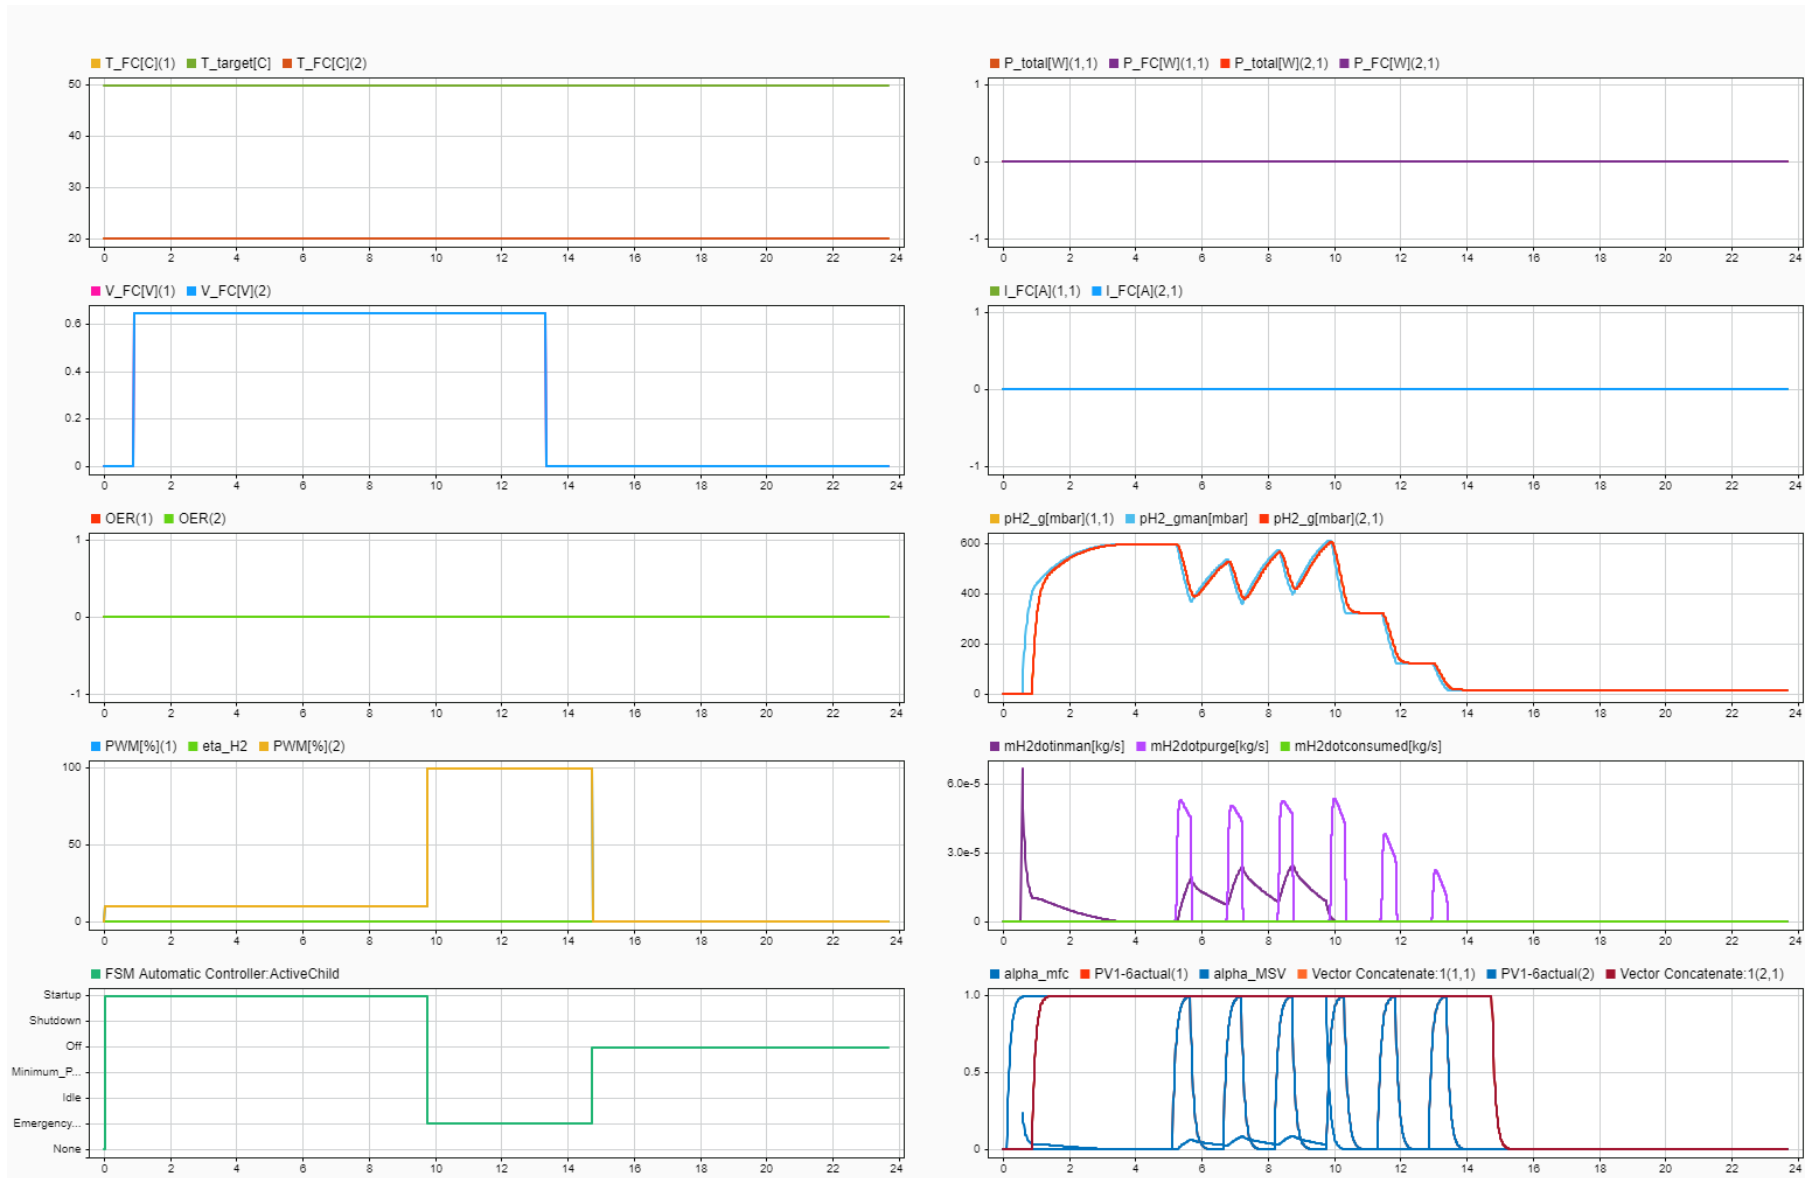 T_FC[C](1) T_target[C] T_FC[C](2)
50
40
30
20
0 2 4 6 8 10 12 14 16 18 20 22 24
P_total[W](1,1) P_FC[W](1,1) P_total[W](2,1) P_FC[W](2,1)
1
0
-1
0 2 4 6 8 10 12 14 16 18 20 22 24
V_FC[V](1) V_FC[V](2)
0.6
0.4
0.2
0
0 2 4 6 8 10 12 14 16 18 20 22 24
I_FC[A](1,1) I_FC[A](2,1)
1
0
-1
0 2 4 6 8 10 12 14 16 18 20 22 24
OER(1) OER(2)
1
0
-1
0 2 4 6 8 10 12 14 16 18 20 22 24
pH2_g[mbar](1,1) pH2_gman[mbar] pH2_g[mbar](2,1)
600
400
200
0
0 2 4 6 8 10 12 14 16 18 20 22 24
PWM[%](1) eta_H2 PWM[%](2)
100
50
0
0 2 4 6 8 10 12 14 16 18 20 22 24
mH2dotinman[kg/s] mH2dotpurge[kg/s] mH2dotconsumed[kg/s]
6.0e-5
3.0e-5
0
0 2 4 6 8 10 12 14 16 18 20 22 24
FSM Automatic Controller:ActiveChild
Startup
Shutdown
Off
Minimum_P...
Idle
Emergency...
None
0 2 4 6 8 10 12 14 16 18 20 22 24
alpha_mfc PV1-6actual(1) alpha_MSV Vector Concatenate:1(1,1) PV1-6actual(2) Vector Concatenate:1(2,1)
1.0
0.5
0
0 2 4 6 8 10 12 14 16 18 20 22 24